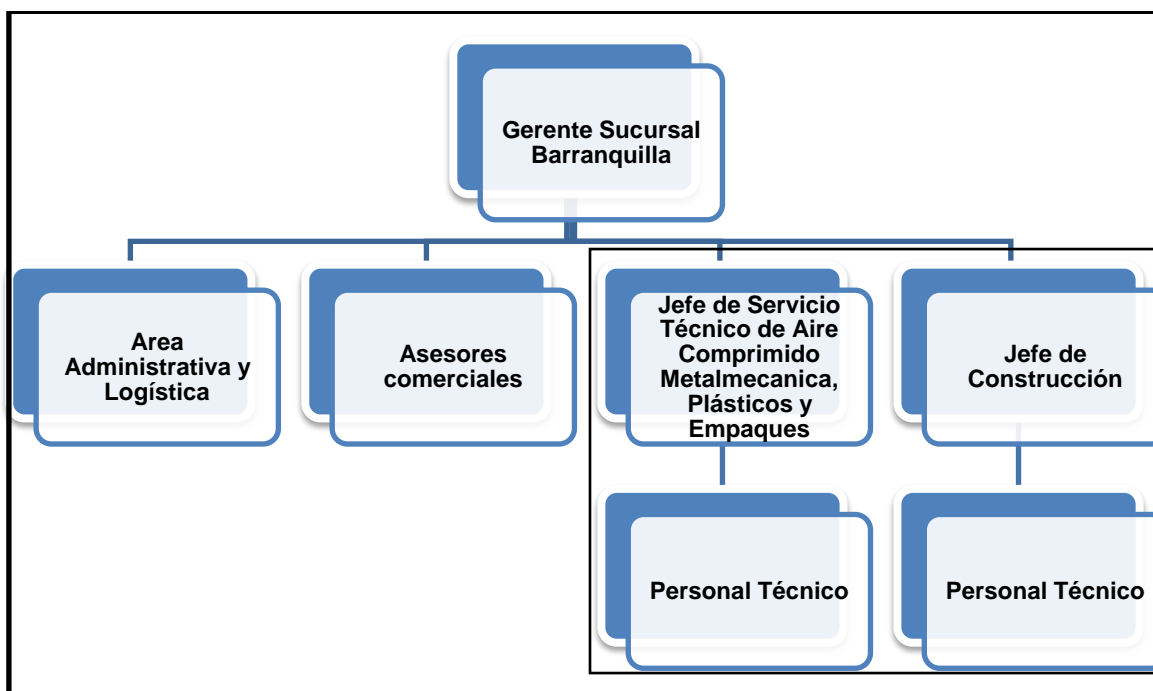 Gerente Sucursal
Barranquilla
Area
Administrativa y
Logística
Asesores
comerciales
Jefe de Servicio
Técnico de Aire
Comprimido
Metalmecanica,
Plásticos y
Empaques
Jefe de
Construcción
Personal Técnico
Personal Técnico